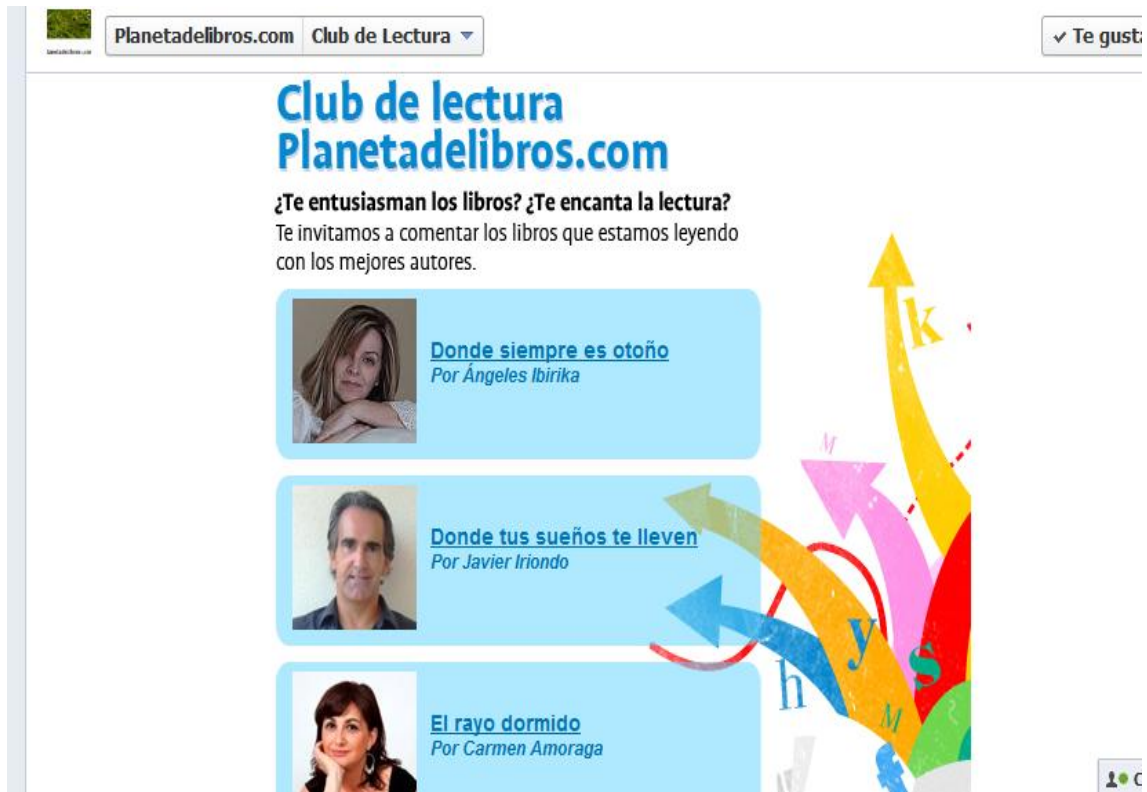 Planetadelibros.com Club de Lectura
✓ Te gusta
Club de lectura
Planetadelibros.com
¿Te entusiasman los libros? ¿Te encanta la lectura?
Te invitamos a comentar los libros que estamos leyendo
con los mejores autores.
Donde siempre es otoño
Por Ángeles Ibirika
Donde tus sueños te lleven
Por Javier Iriondo
El rayo dormido
Por Carmen Amoraga
k
M
y
s
h
M
f